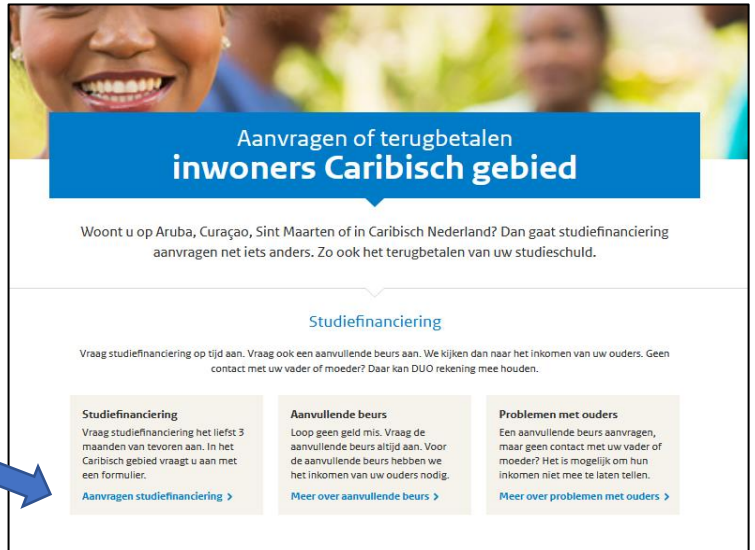 Aanvragen of terugbetalen
inwoners Caribisch gebied
Woont u op Aruba, Curaçao, Sint Maarten of in Caribisch Nederland? Dan gaat studiefinanciering
aanvragen net iets anders. Zo ook het terugbetalen van uw studieschuld.
Studiefinanciering
Vraag studiefinanciering op tijd aan. Vraag ook een aanvullende beurs aan. We kijken dan naar het inkomen van uw ouders. Geen
contact met uw vader of moeder? Daar kan DUO rekening mee houden.
Studiefinanciering
Vraag studiefinanciering het liefst 3
maanden van tevoren aan. In het
Caribisch gebied vraagt u aan met
een formulier.
Aanvragen studiefinanciering >
Aanvullende beurs
Loop geen geld mis. Vraag de
aanvullende beurs altijd aan. Voor
de aanvullende beurs hebben we
het inkomen van uw ouders nodig.
Meer over aanvullende beurs >
Problemen met ouders
Een aanvullende beurs aanvragen,
maar geen contact met uw vader of
moeder? Het is mogelijk om hun
inkomen niet mee te laten tellen.
Meer over problemen met ouders >